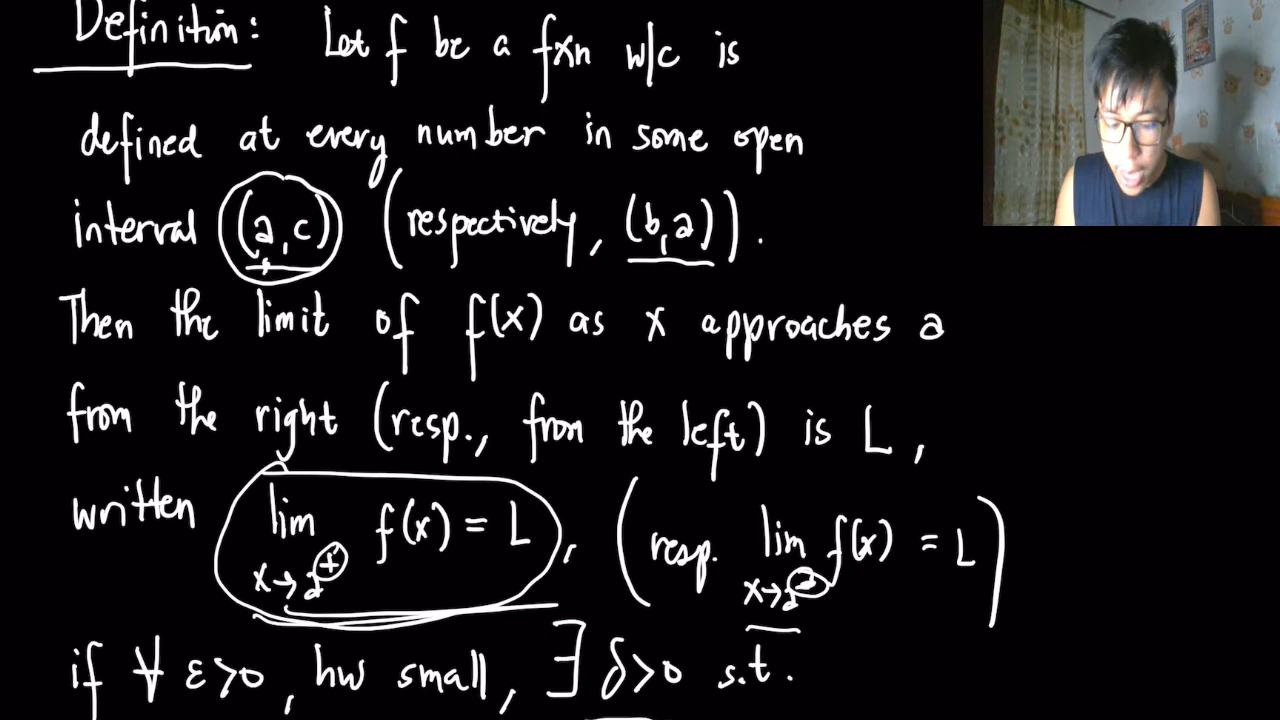 Definition: Let f be a fxn w/c is
defined at every number in some open
interval (a,c) (respectively, (b,a)).
Then the limit of f(x) as x approaches a
from the right (resp., from the left) is L,
written lim x→a⁺ f(x) = L, (resp. lim x→a⁻ f(x) = L)
if ∀ ε>0, hw small, ∃ δ>0 s.t.